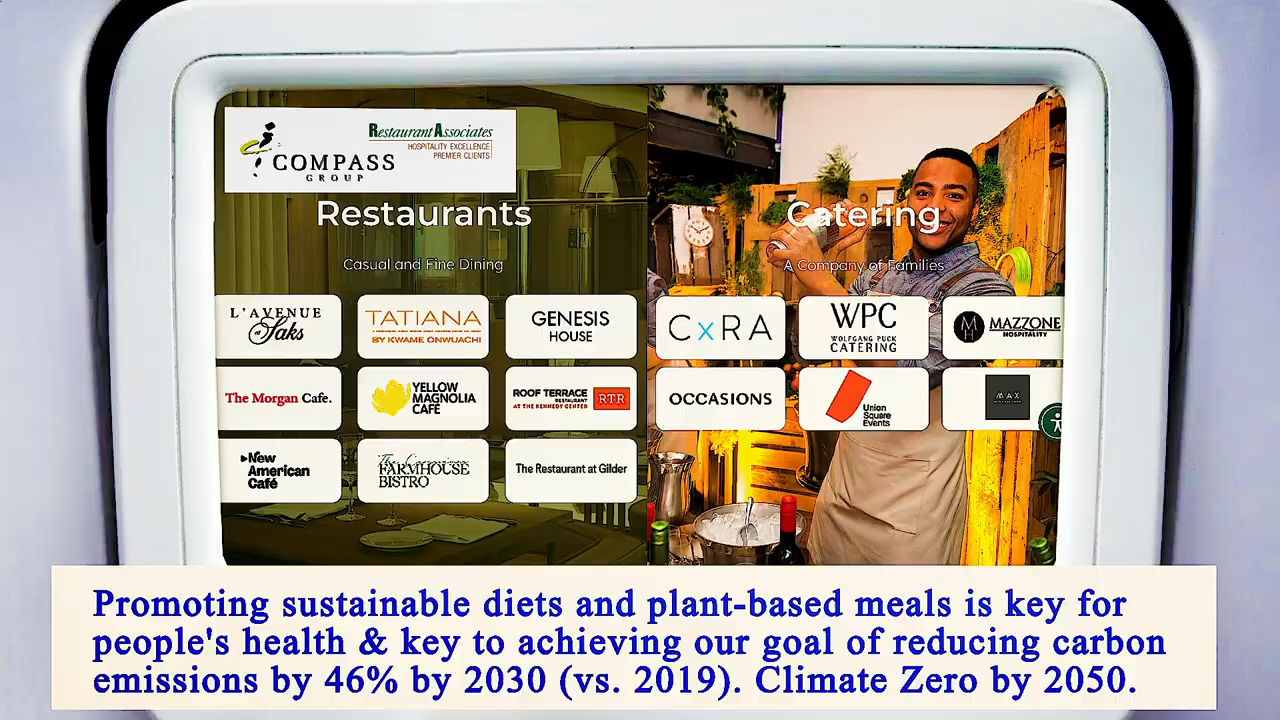 COMPASS
GROUP
Restaurant Associates
HOSPITALITY EXCELLENCE
PREMIER CLIENTS
Restaurants
Casual and Fine Dining
L'AVENUE
Saks
TATIANA
BY KWAME ONWUACHI
GENESIS
HOUSE
The Morgan Cafe.
YELLOW
MAGNOLIA
CAFÉ
ROOF TERRACE
RESTAURANT
AT THE KENNEDY CENTER
RTR
New
American
Café
FARMHOUSE
BISTRO
The Restaurant at Gilder
Catering
A Company of Families
CxRA
WPC
WOLFGANG PUCK
CATERING
MH
MAZZONE
HOSPITALITY
OCCASIONS
Union
Square
Events
MAX
Promoting sustainable diets and plant-based meals is key for
people's health & key to achieving our goal of reducing carbon
emissions by 46% by 2030 (vs. 2019). Climate Zero by 2050.